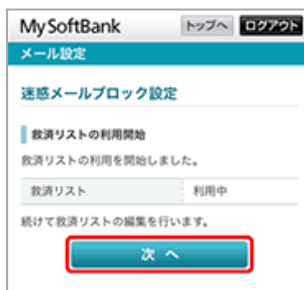 My SoftBank トップへ ログアウト
メール設定
迷惑メールブロック設定
救済リストの利用開始
救済リストの利用を開始しました。
救済リスト 利用中
続けて救済リストの編集を行います。
次 へ